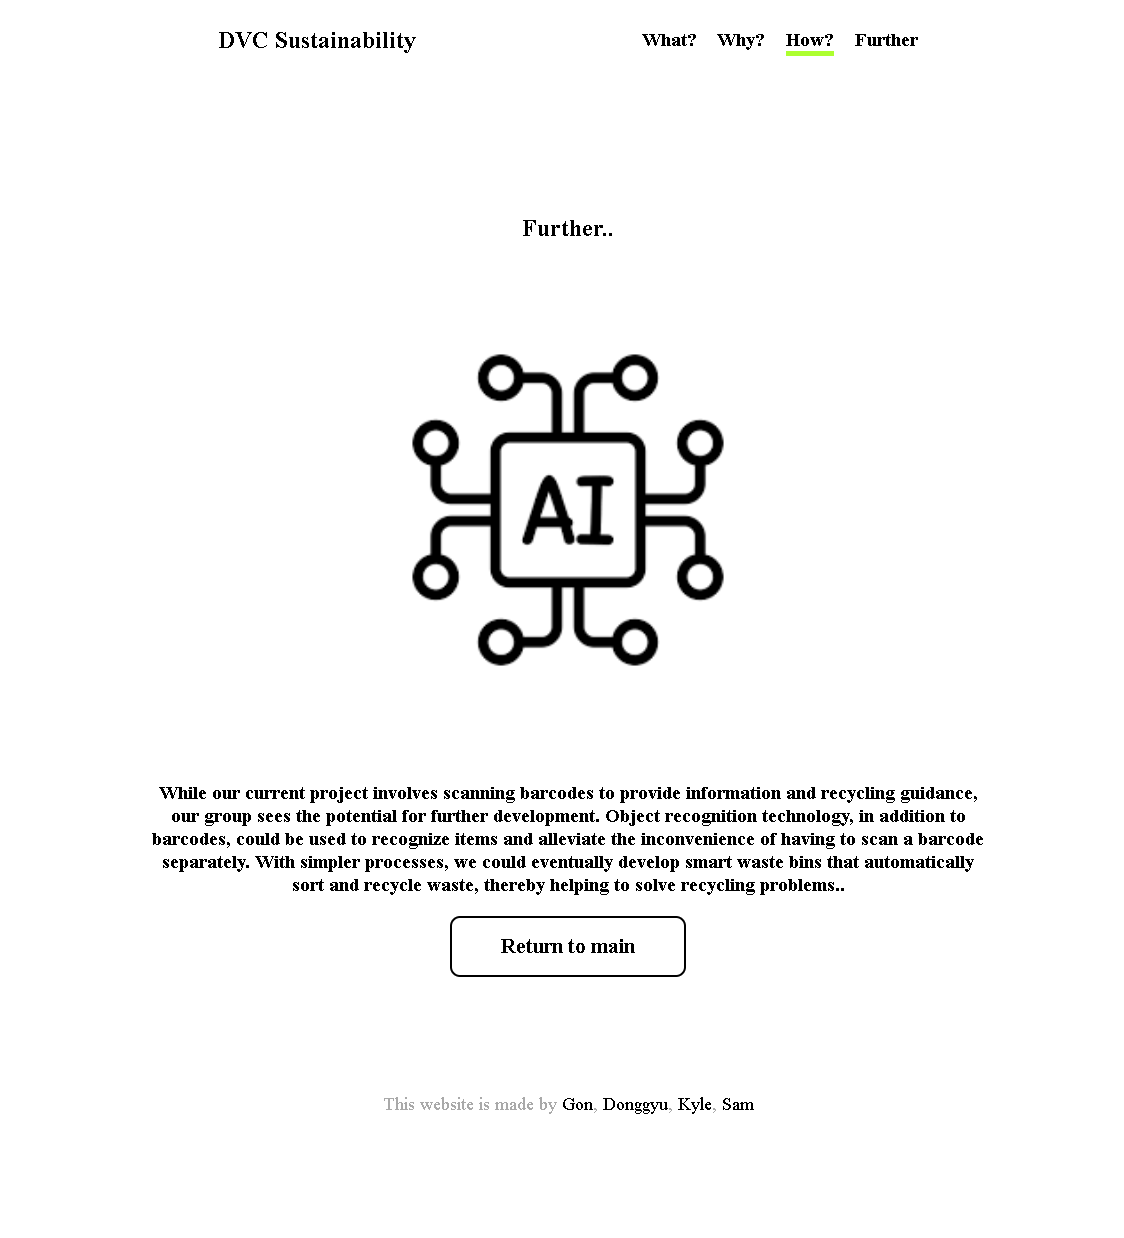 DVC Sustainability
What? Why? How? Further
Further..
AI
While our current project involves scanning barcodes to provide information and recycling guidance,
our group sees the potential for further development. Object recognition technology, in addition to
barcodes, could be used to recognize items and alleviate the inconvenience of having to scan a barcode
separately. With simpler processes, we could eventually develop smart waste bins that automatically
sort and recycle waste, thereby helping to solve recycling problems..
Return to main
This website is made by Gon, Donggyu, Kyle, Sam